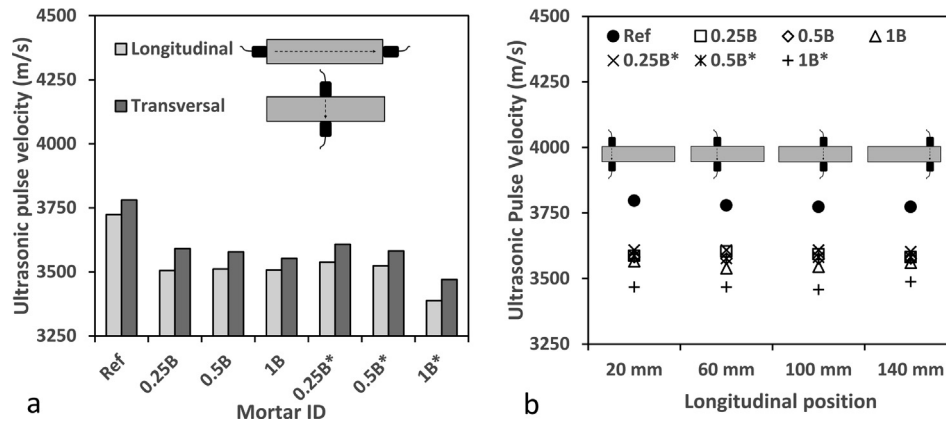 4500
4250
4000
3750
3500
3250
Ultrasonic pulse velocity (m/s)
Longitudinal
Transversal
Ref
0.25B
0.5B
1B
0.25B*
0.5B*
1B*
Mortar ID
a
4500
4250
4000
3750
3500
3250
Ultrasonic Pulse Velocity (m/s)
Ref 0.25B 0.5B 1B
0.25B* 0.5B* 1B*
20 mm 60 mm 100 mm 140 mm
Longitudinal position
b